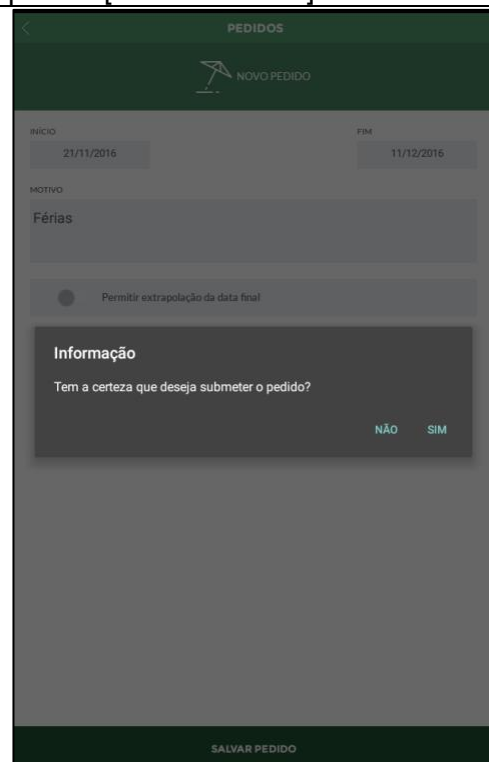 PEDIDOS
NOVO PEDIDO
INÍCIO FIM
21/11/2016 11/12/2016
MOTIVO
Férias
Permitir extrapolação da data final
Informação
Tem a certeza que deseja submeter o pedido?
NÃO SIM
SALVAR PEDIDO